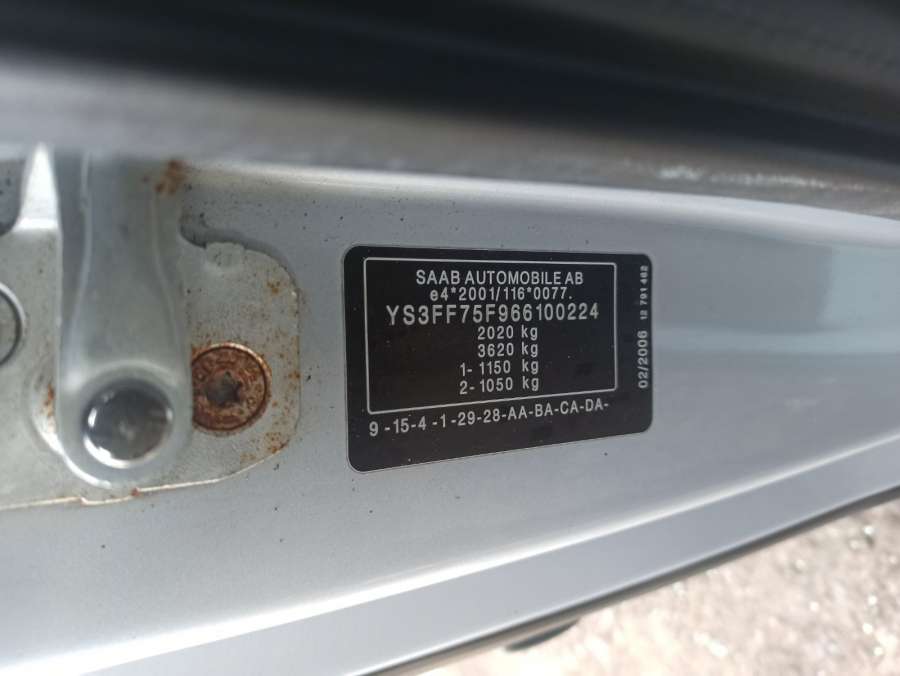 SAAB AUTOMOBILE AB
e4*2001/116*0077.
YS3FF75F966100224
2020 kg
3620 kg
1- 1150 kg
2- 1050 kg
9 -15-4 -1-29-28-AA-BA-CA-DA-
02/2006 12 791 462